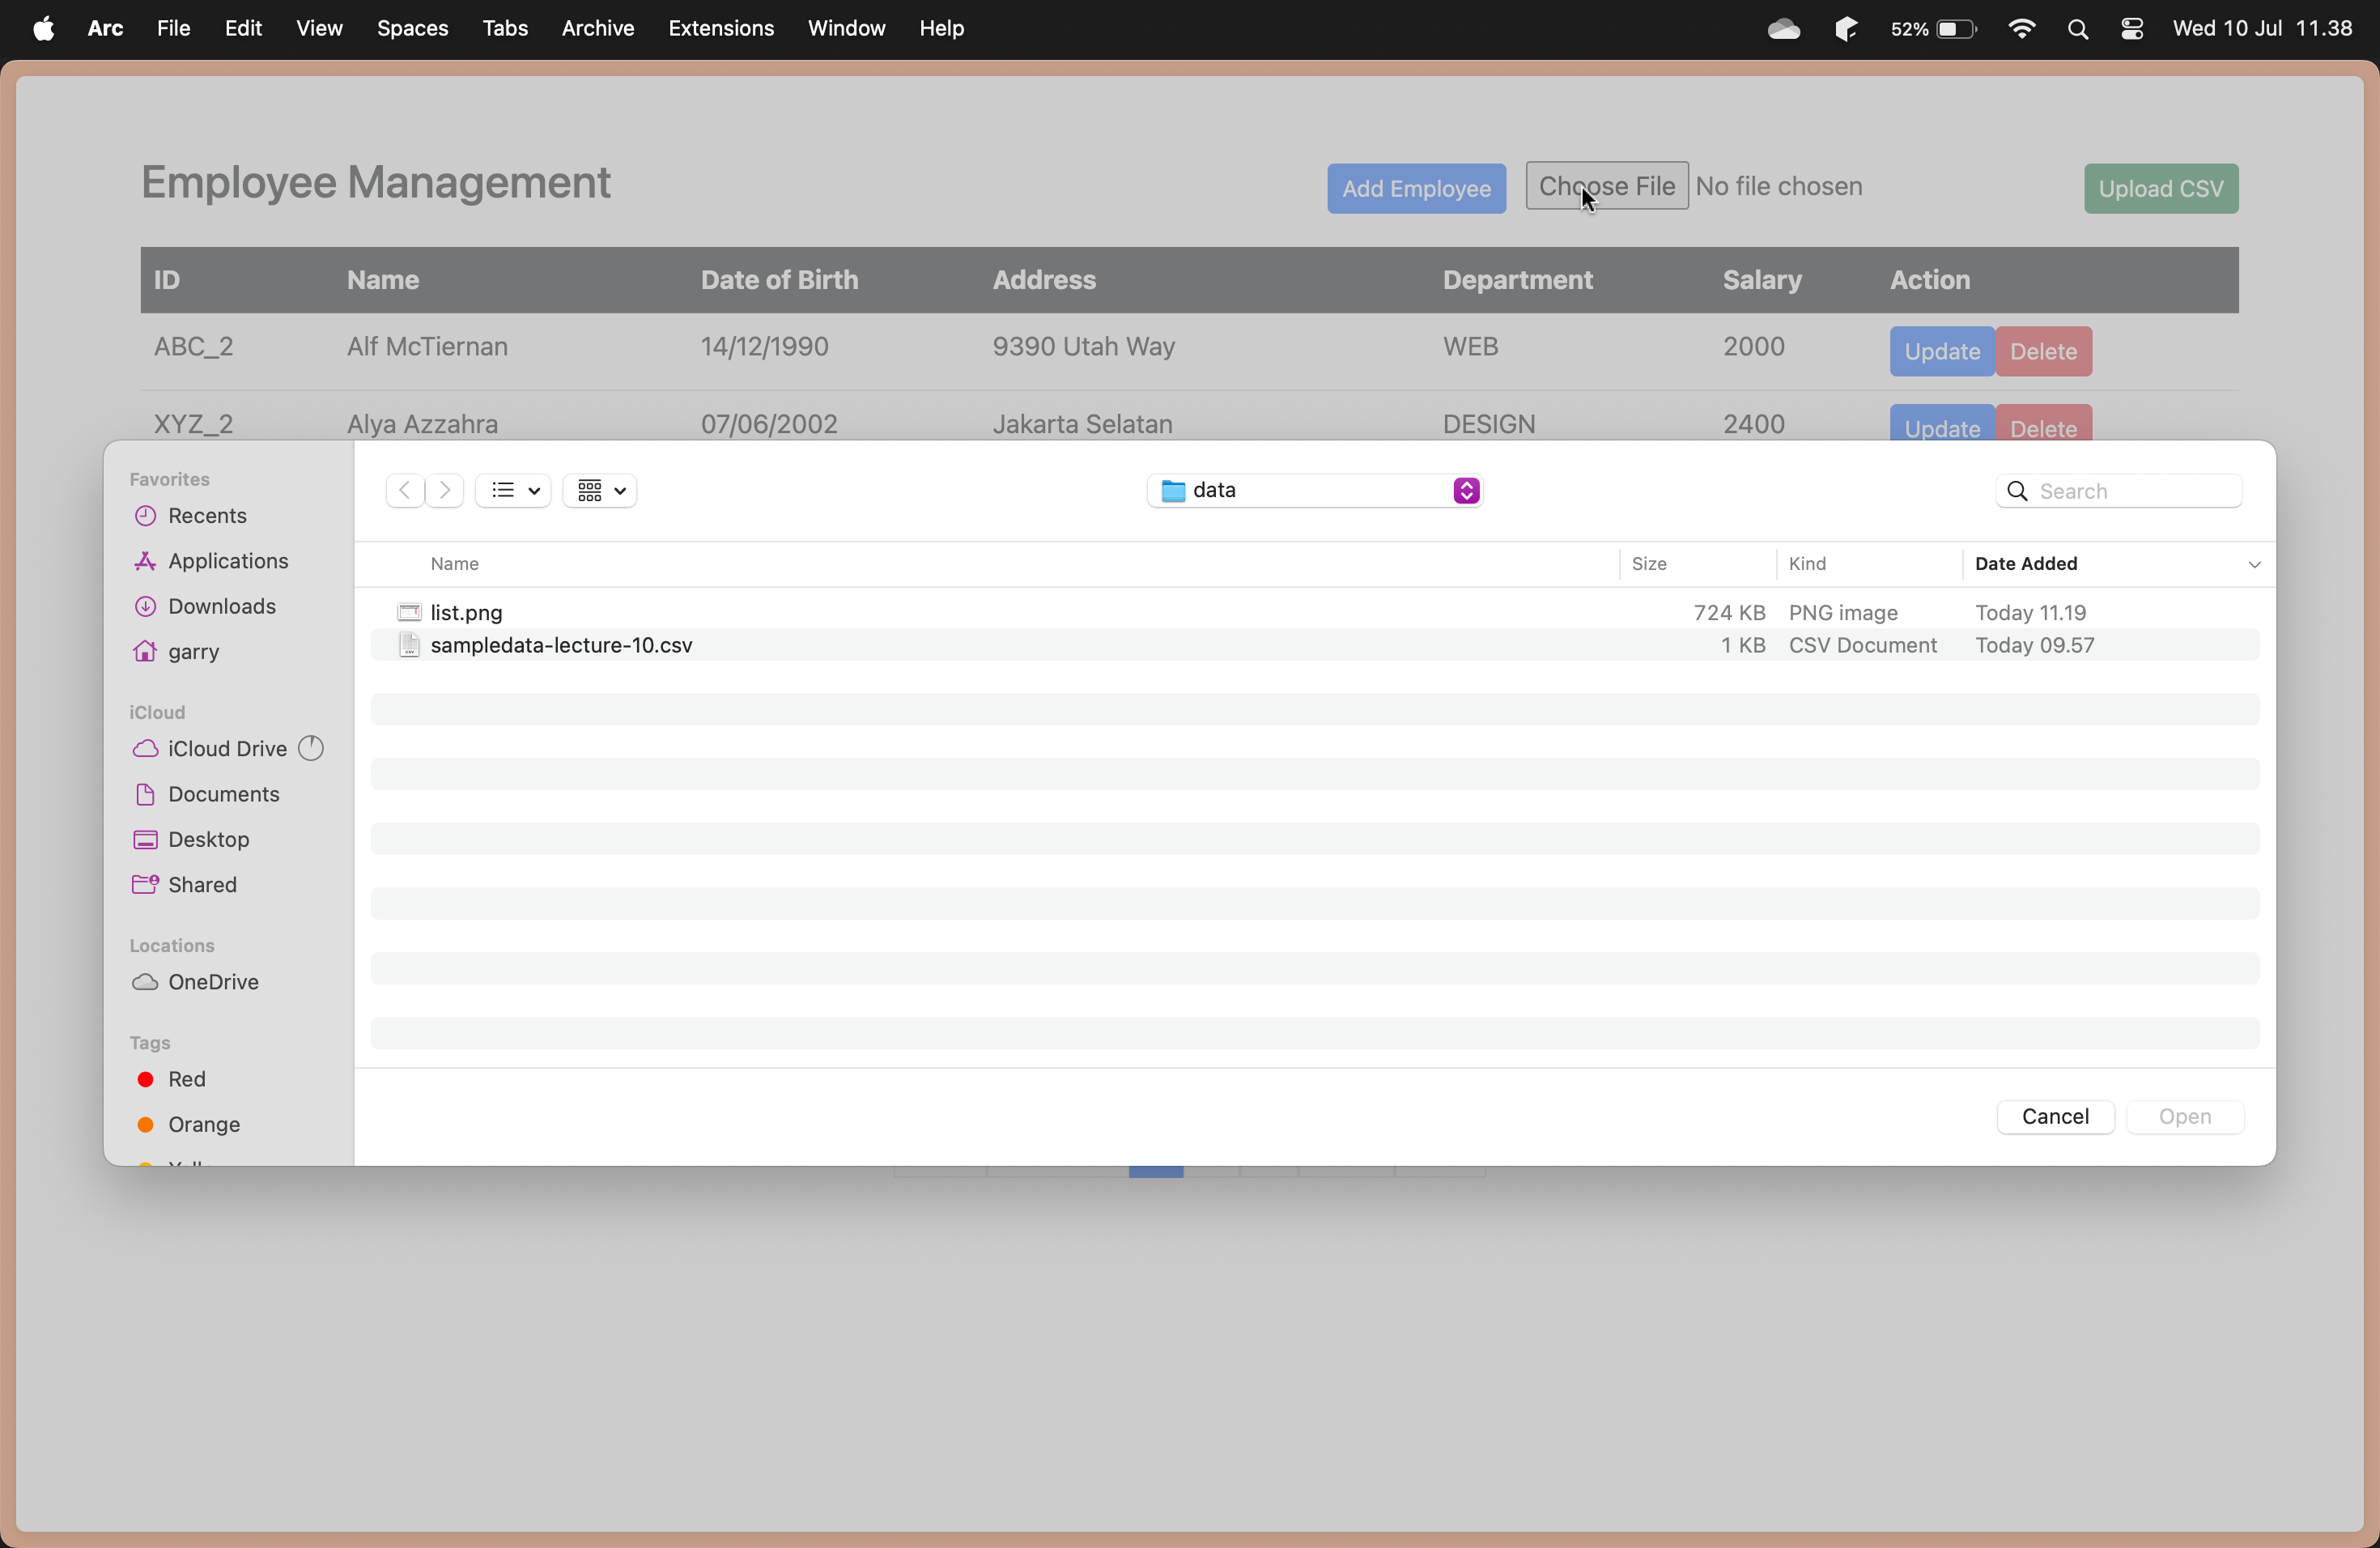 Arc File Edit View Spaces Tabs Archive Extensions Window Help 52% Wed 10 Jul 11.38
Employee Management Add Employee Choose File No file chosen Upload CSV
ID Name Date of Birth Address Department Salary Action
ABC_2 Alf McTiernan 14/12/1990 9390 Utah Way WEB 2000 Update Delete
XYZ_2 Alya Azzahra 07/06/2002 Jakarta Selatan DESIGN 2400 Update Delete
Favorites
Recents
Applications
Downloads
garry
iCloud
iCloud Drive
Documents
Desktop
Shared
Locations
OneDrive
Tags
Red
Orange
data Search
Name Size Kind Date Added
list.png 724 KB PNG image Today 11.19
sampledata-lecture-10.csv 1 KB CSV Document Today 09.57
Cancel Open